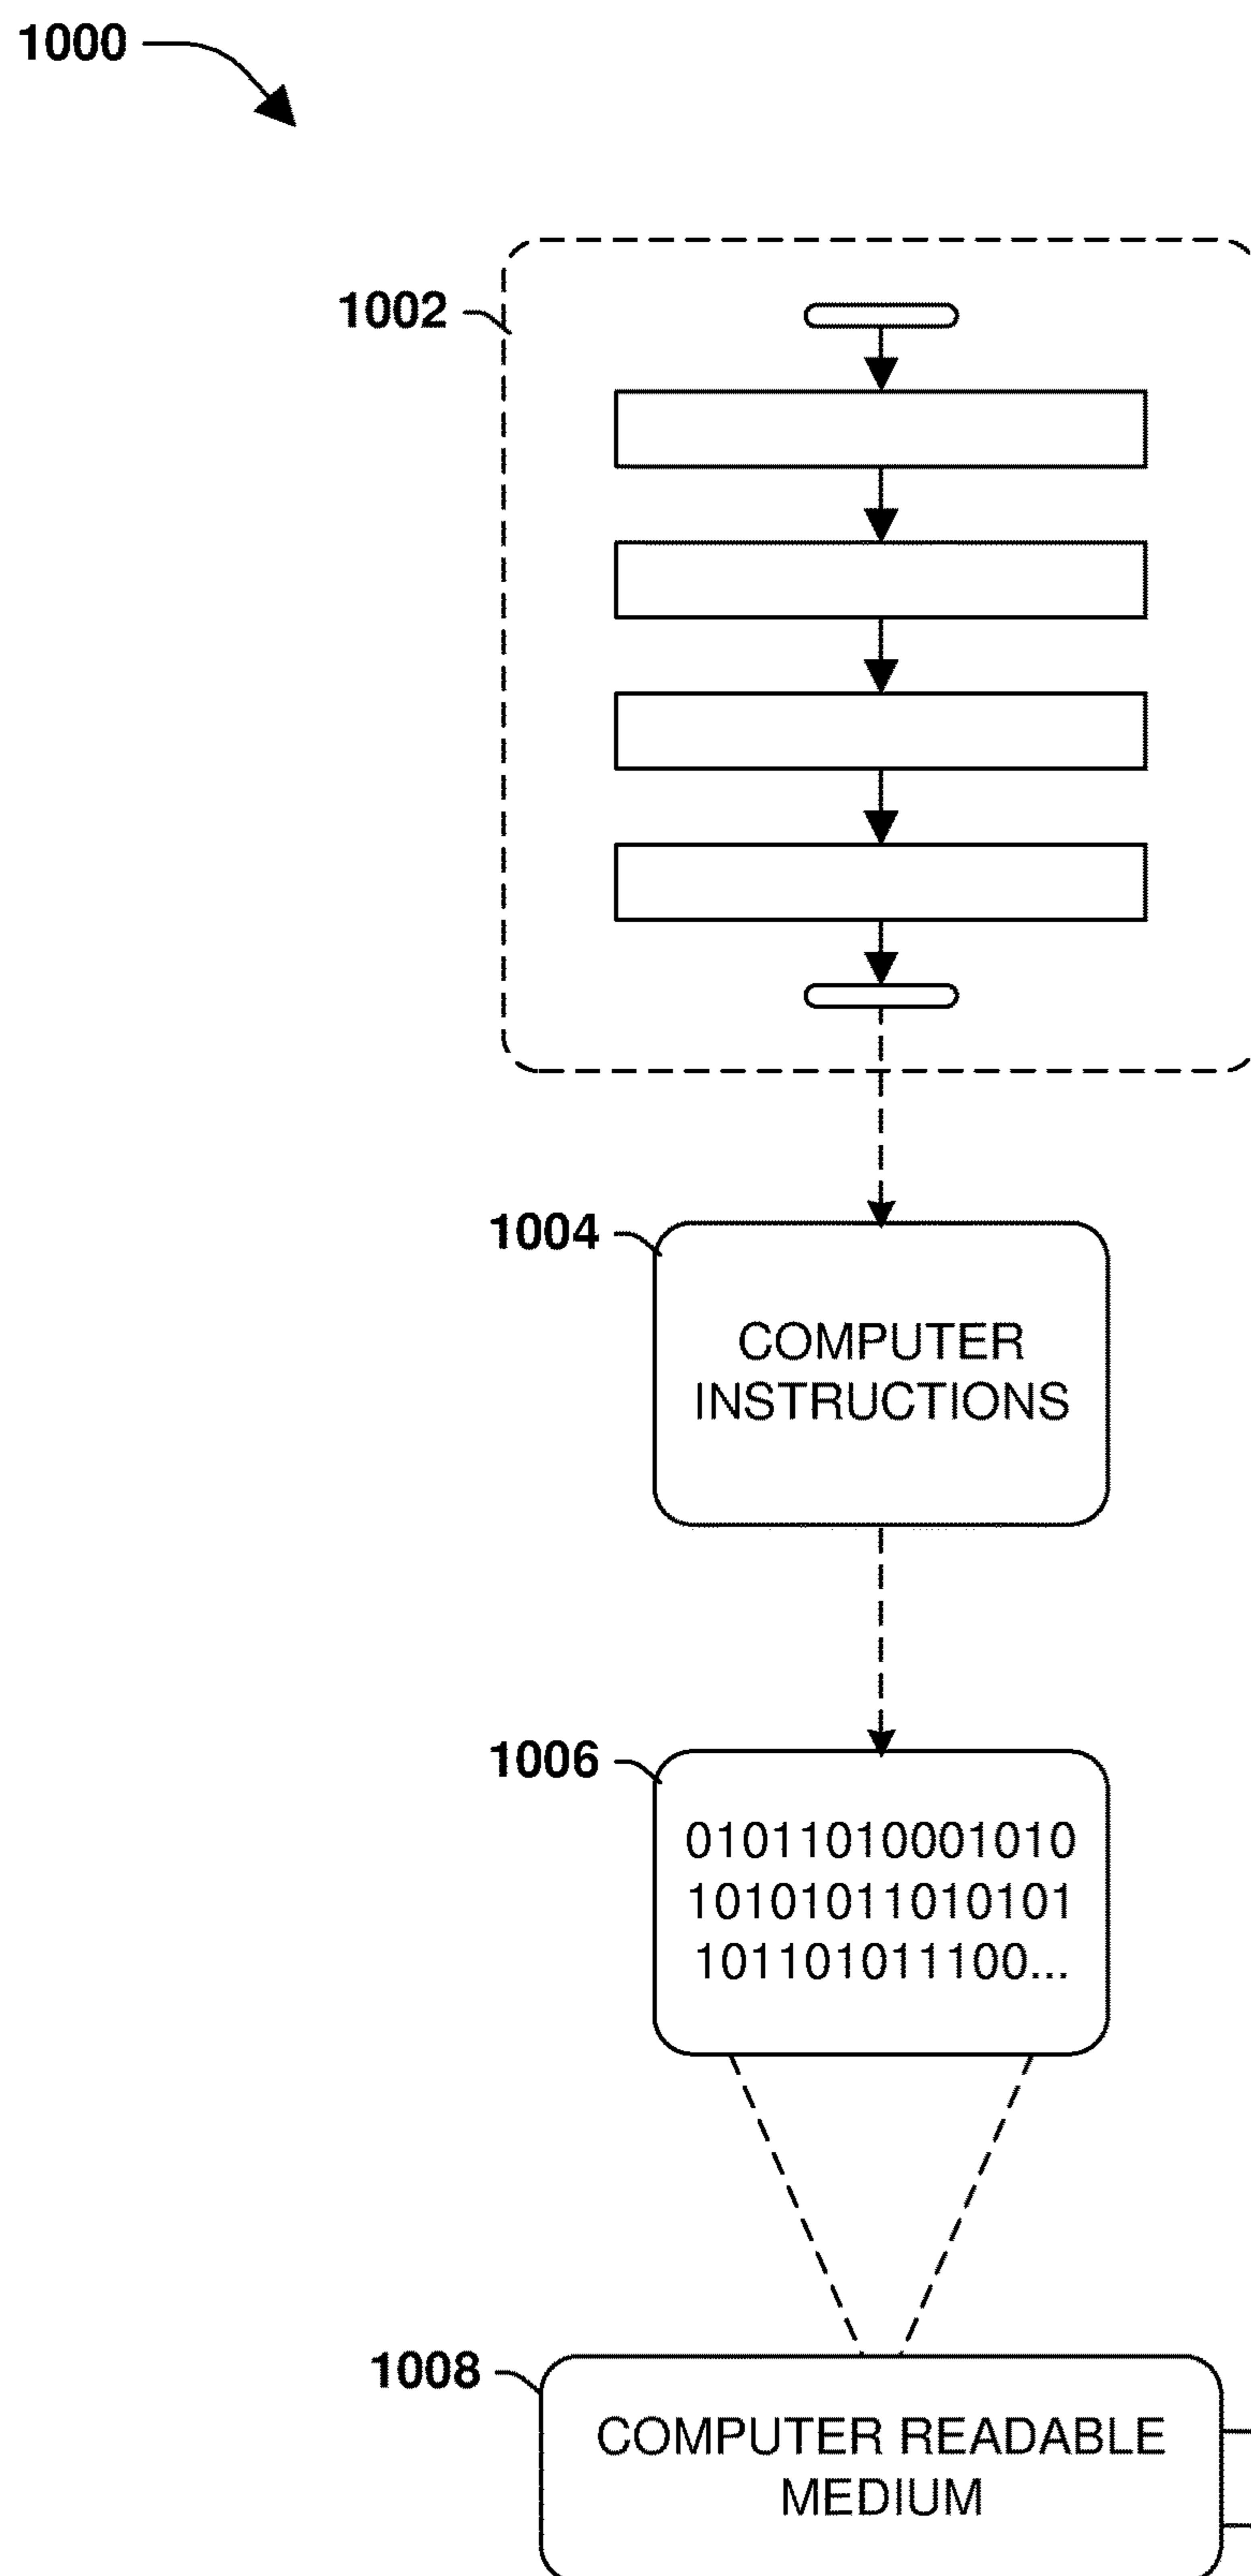 1000
1002
1004
COMPUTER
INSTRUCTIONS
1006
01011010001010
10101011010101
101101011100...
1008
COMPUTER READABLE
MEDIUM